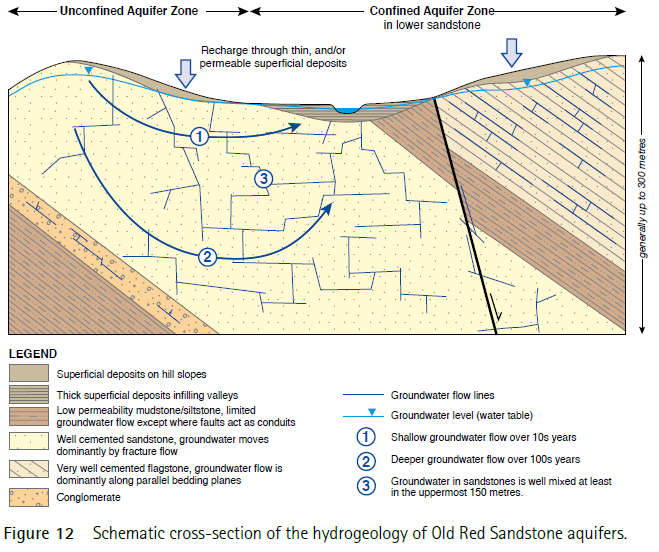 Unconfined Aquifer Zone
Confined Aquifer Zone
in lower sandstone
Recharge through thin, and/or
permeable superficial deposits
1
3
2
generally up to 300 metres
LEGEND
Superficial deposits on hill slopes
Thick superficial deposits infilling valleys
Low permeability mudstone/siltstone, limited
groundwater flow except where faults act as conduits
Well cemented sandstone, groundwater moves
dominantly by fracture flow
Very well cemented flagstone, groundwater flow is
dominantly along parallel bedding planes
Conglomerate
Groundwater flow lines
Groundwater level (water table)
1 Shallow groundwater flow over 10s years
2 Deeper groundwater flow over 100s years
3 Groundwater in sandstones is well mixed at least
in the uppermost 150 metres.
Figure 12 Schematic cross-section of the hydrogeology of Old Red Sandstone aquifers.